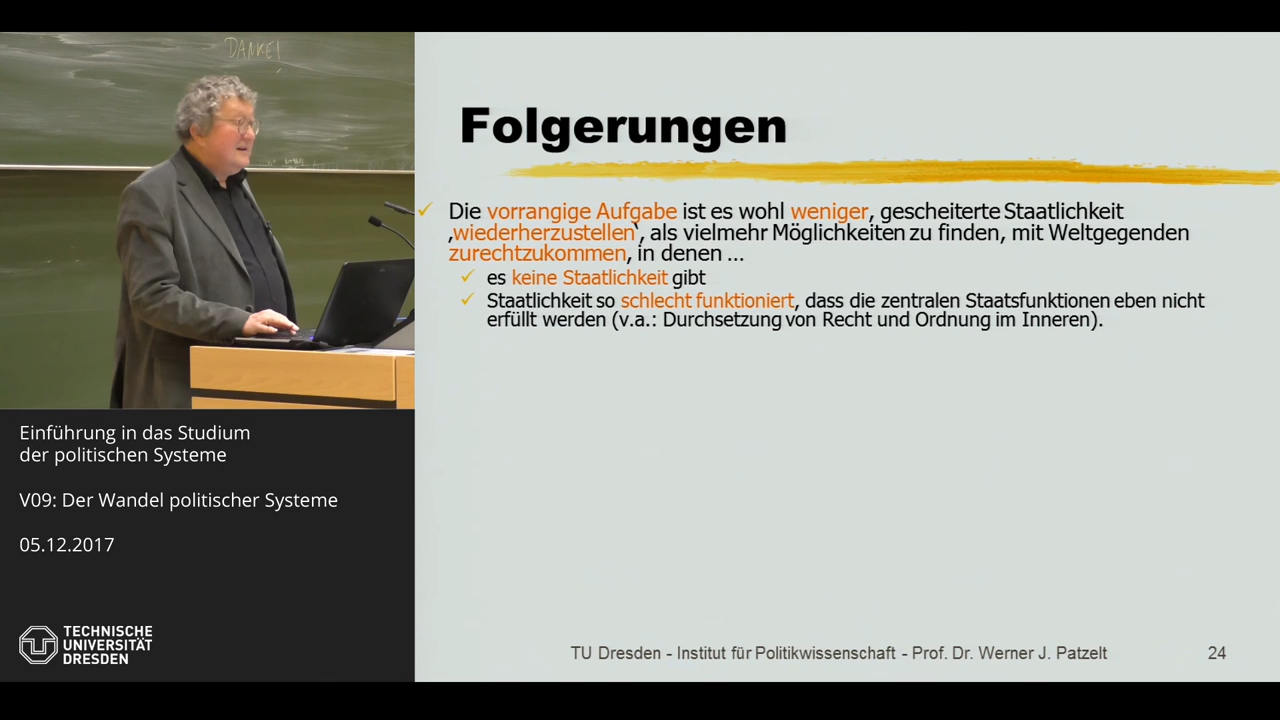 DANKE!
Folgerungen
✓ Die vorrangige Aufgabe ist es wohl weniger, gescheiterte Staatlichkeit
‚wiederherzustellen‘, als vielmehr Möglichkeiten zu finden, mit Weltgegenden
zurechtzukommen, in denen ...
✓ es keine Staatlichkeit gibt
✓ Staatlichkeit so schlecht funktioniert, dass die zentralen Staatsfunktionen eben nicht
erfüllt werden (v.a.: Durchsetzung von Recht und Ordnung im Inneren).
Einführung in das Studium
der politischen Systeme
V09: Der Wandel politischer Systeme
05.12.2017
TECHNISCHE
UNIVERSITÄT
DRESDEN
TU Dresden - Institut für Politikwissenschaft - Prof. Dr. Werner J. Patzelt
24